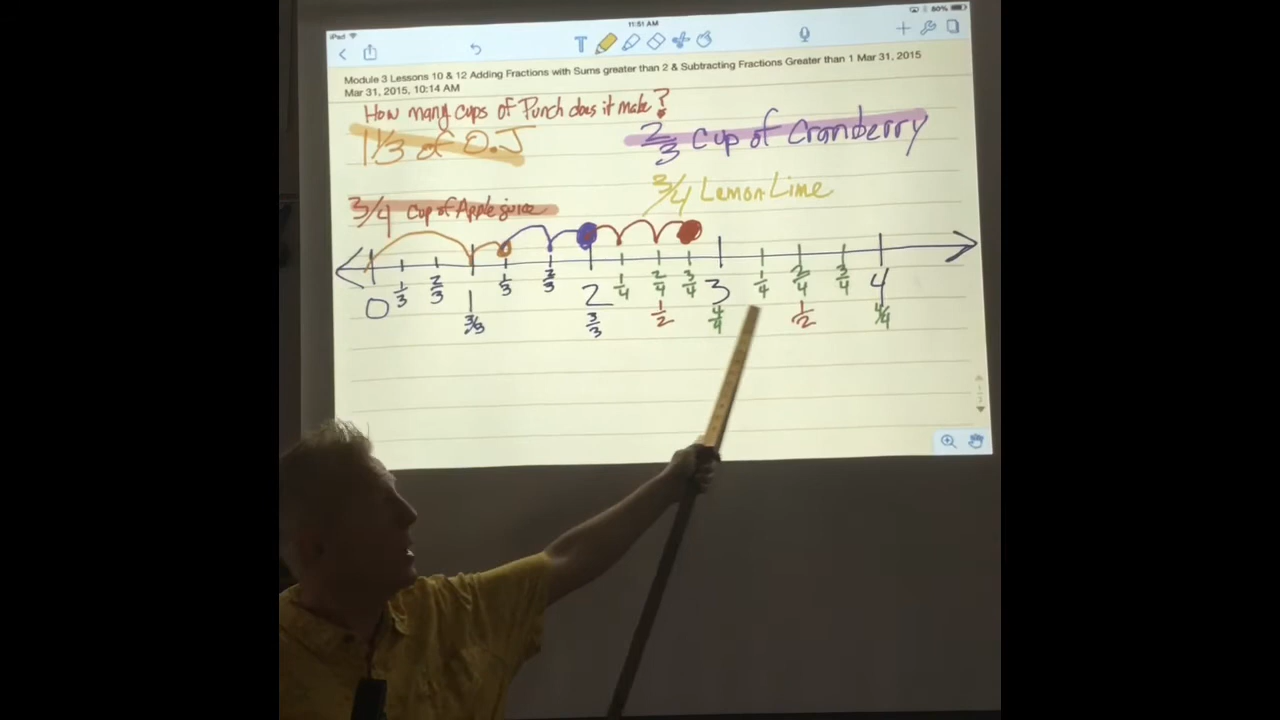 iPad
11:51 AM
80%
T
Module 3 Lessons 10 & 12 Adding Fractions with Sums greater than 2 & Subtracting Fractions Greater than 1 Mar 31, 2015
Mar 31, 2015, 10:14 AM
How many cups of Punch does it make?
1 1/3 of O.J
2/3 cup of Cranberry
3/4 Lemon Lime
3/4 cup of Apple juice
0 1/3 2/3 1 1/3 2/3 2 1/4 2/4 3/4 3 1/4 2/4 3/4 4
3/3 3/3 1/2 4/4 1/2 4/4